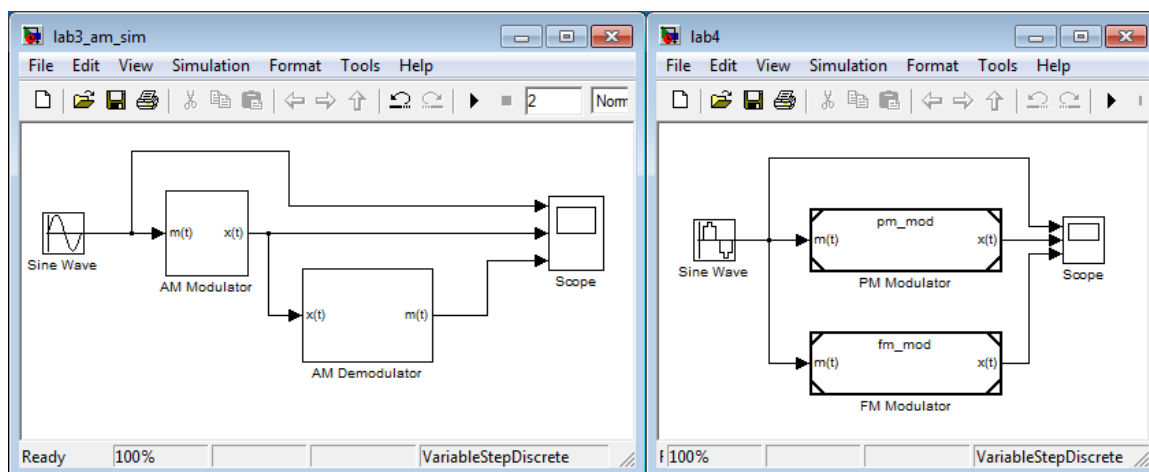 lab3_am_sim
File Edit View Simulation Format Tools Help
2 Norm
m(t) x(t)
Sine Wave
AM Modulator
Scope
x(t) m(t)
AM Demodulator
Ready 100% VariableStepDiscrete
lab4
File Edit View Simulation Format Tools Help
pm_mod
m(t) x(t)
Sine Wave
PM Modulator
Scope
fm_mod
m(t) x(t)
FM Modulator
100% VariableStepDiscrete